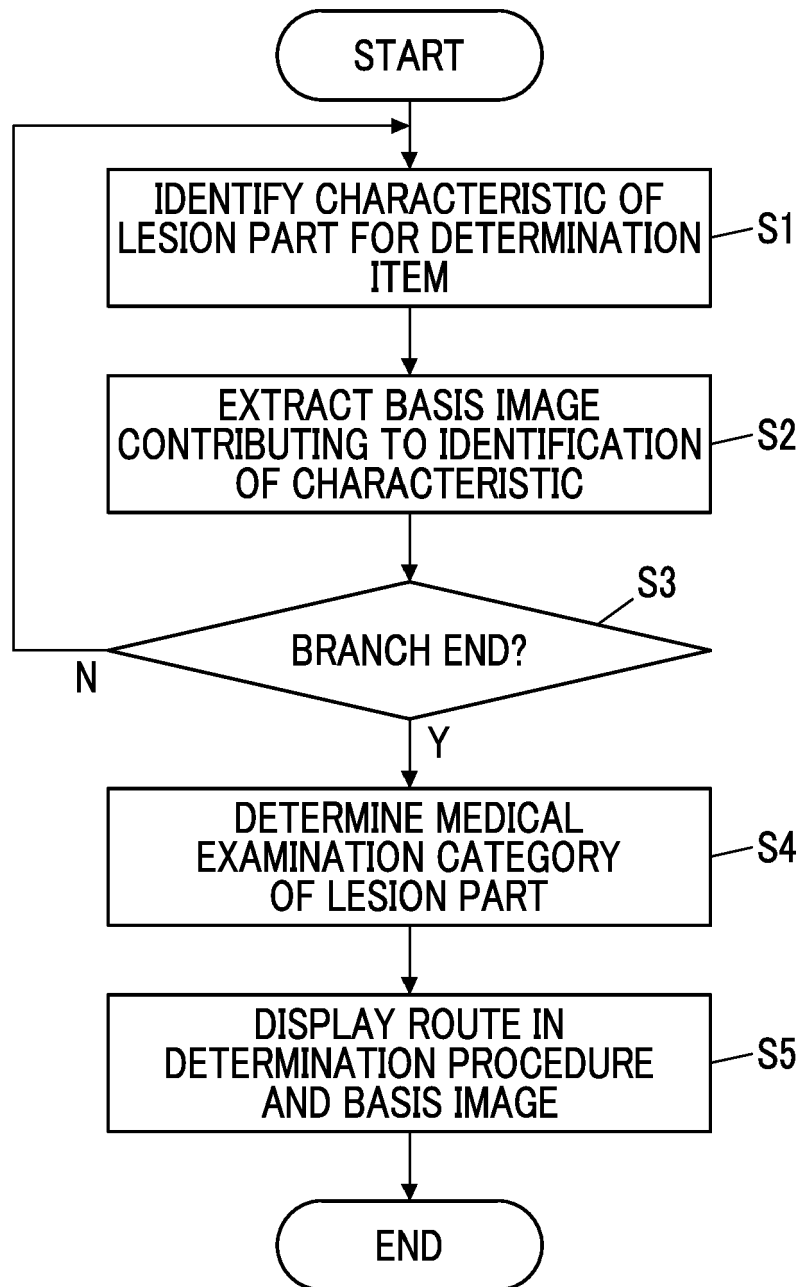 START
IDENTIFY CHARACTERISTIC OF
LESION PART FOR DETERMINATION
ITEM
S1
EXTRACT BASIS IMAGE
CONTRIBUTING TO IDENTIFICATION
OF CHARACTERISTIC
S2
S3
BRANCH END?
N
Y
DETERMINE MEDICAL
EXAMINATION CATEGORY
OF LESION PART
S4
DISPLAY ROUTE IN
DETERMINATION PROCEDURE
AND BASIS IMAGE
S5
END